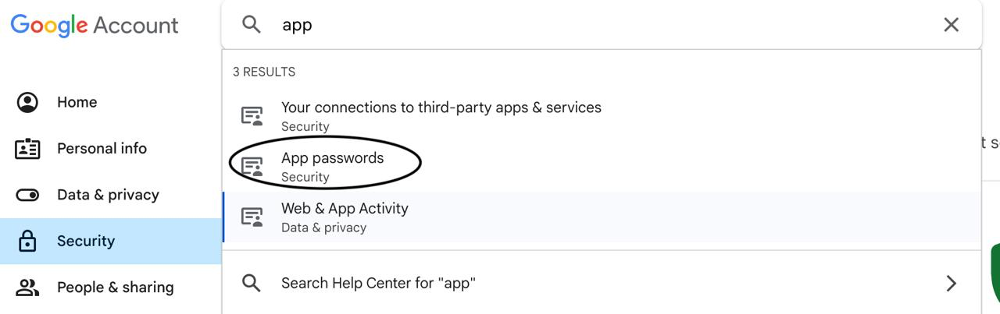 Google Account
app
3 RESULTS
Home
Your connections to third-party apps & services
Security
Personal info
App passwords
Security
Data & privacy
Web & App Activity
Data & privacy
Security
People & sharing
Search Help Center for "app"